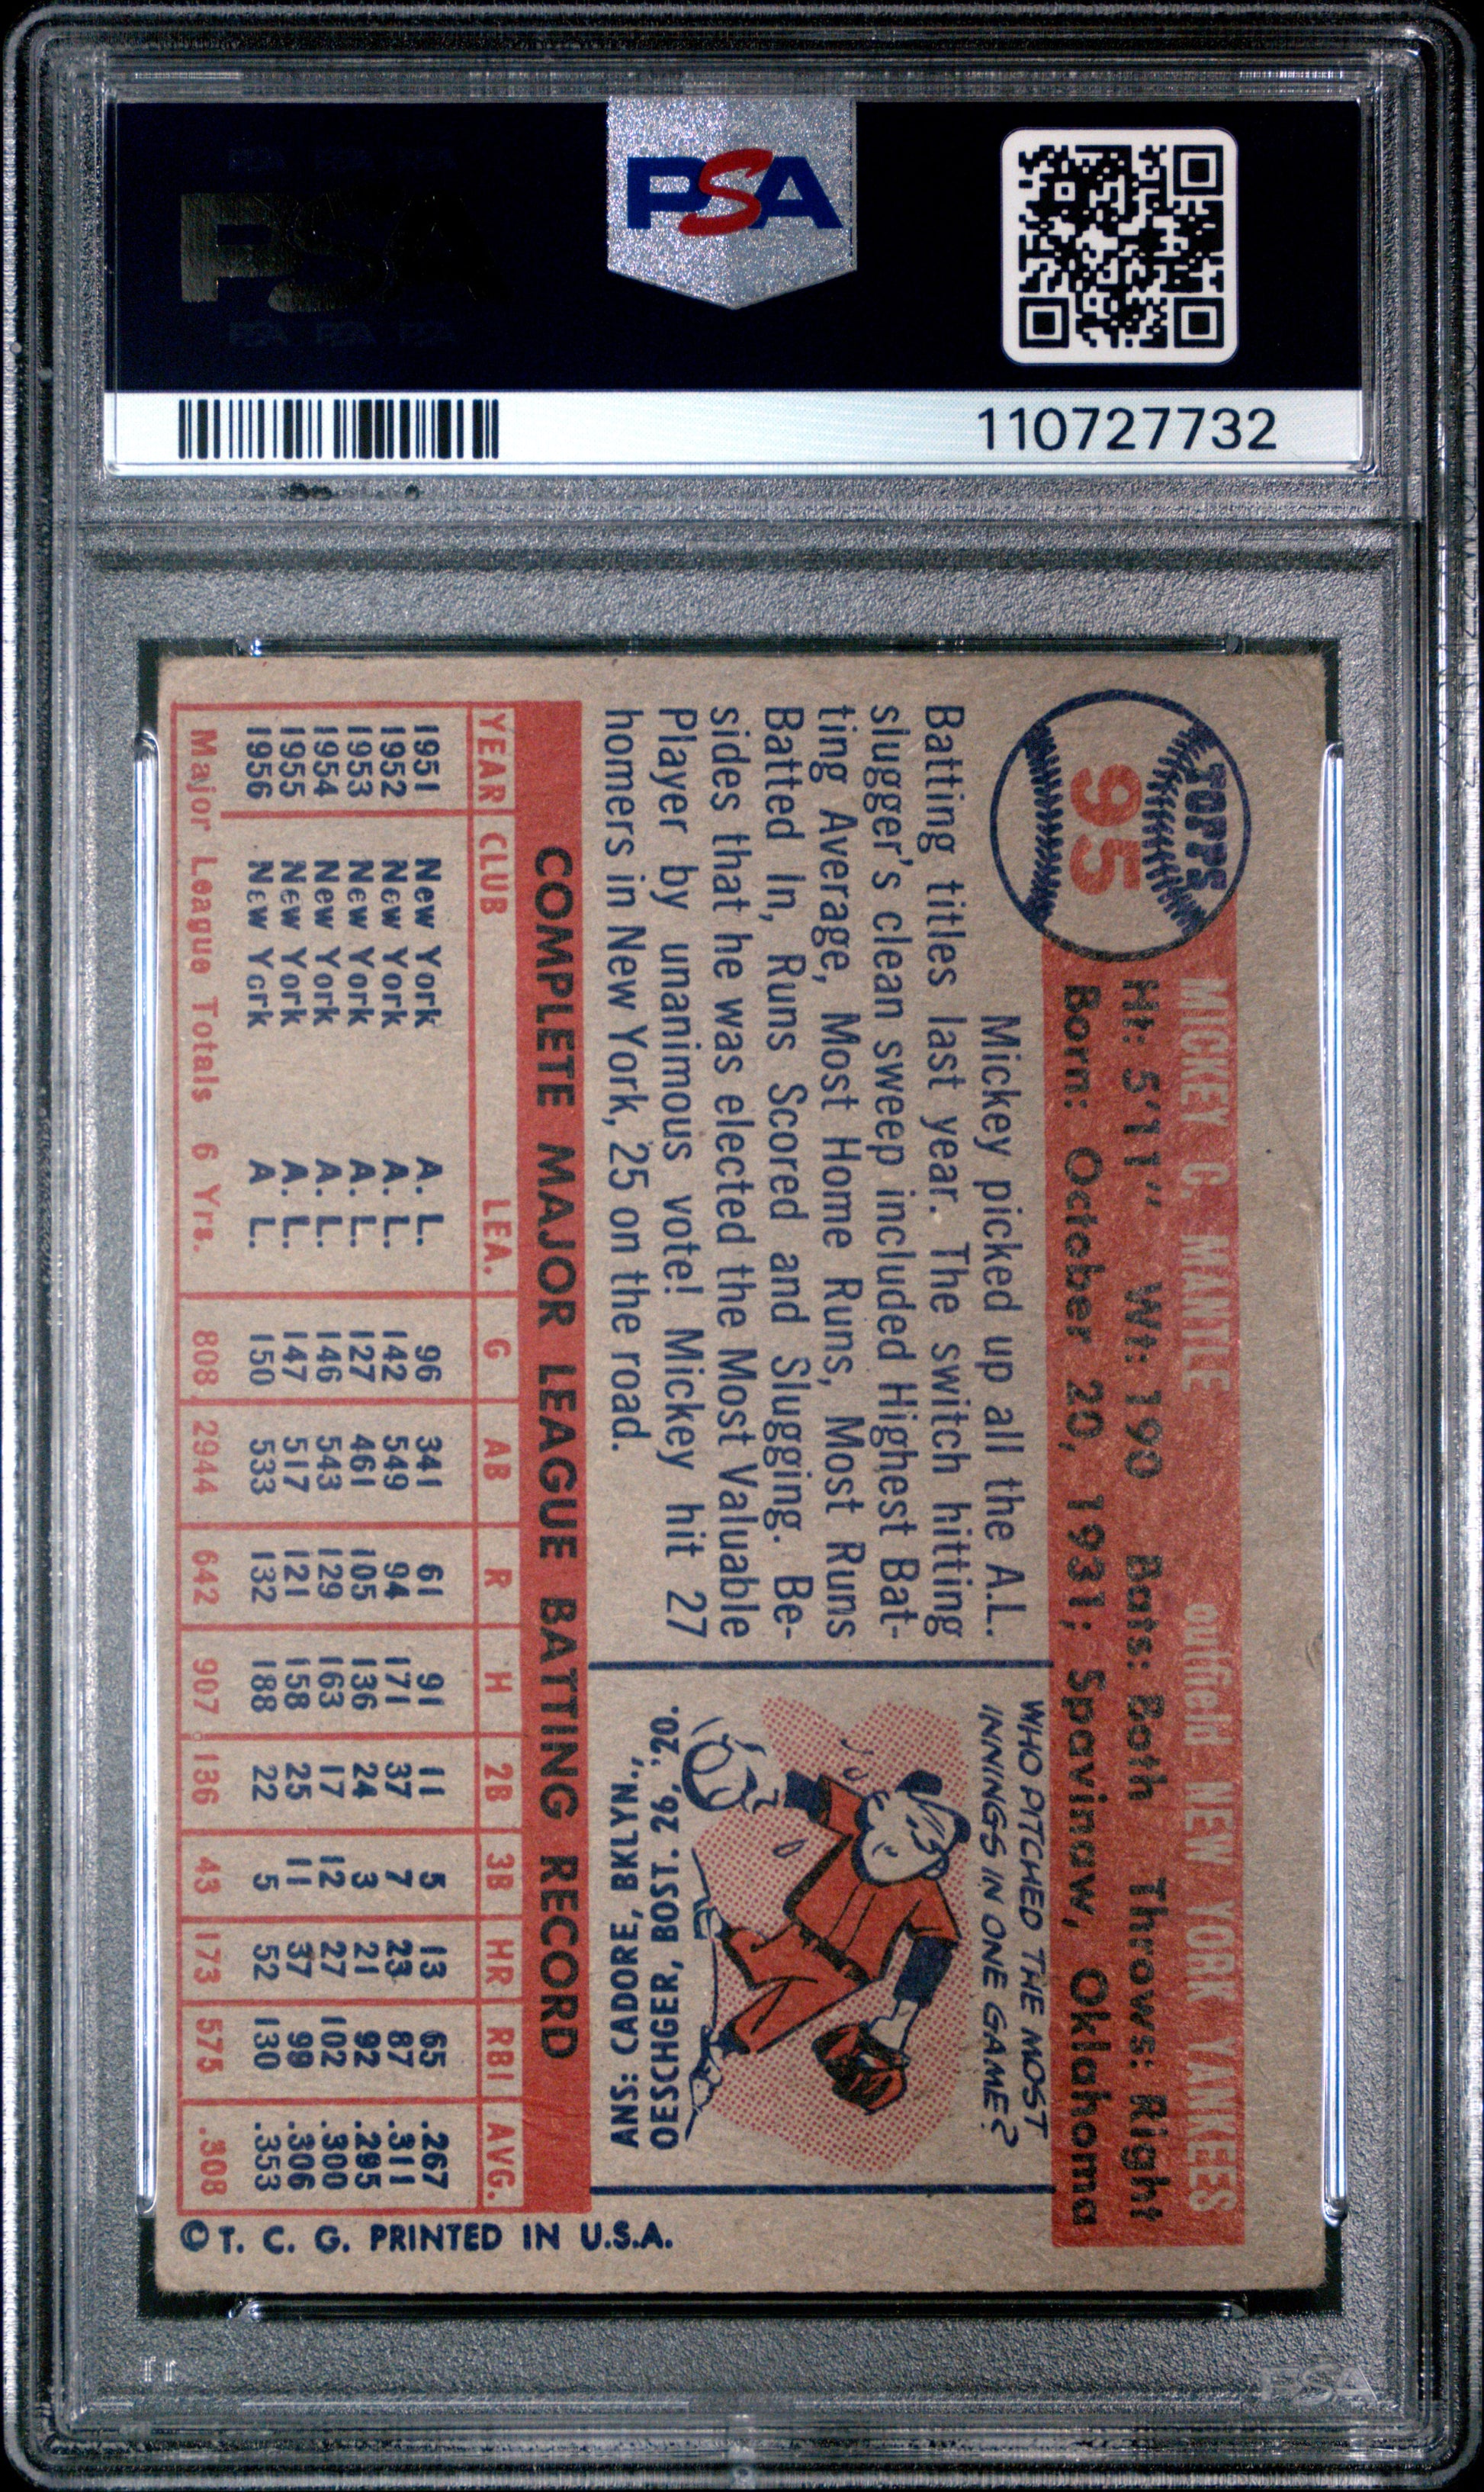 PSA
PSA
110727732
TOPPS
95
MICKEY C. MANTLE outfield NEW YORK YANKEES
Ht: 5'11" Wt: 190 Bats: Both Throws: Right
Born: October 20, 1931; Spavinaw, Oklahoma
Mickey picked up all the A.L.
Batting titles last year. The switch hitting
slugger's clean sweep included Highest Bat-
ting Average, Most Home Runs, Most Runs
Batted In, Runs Scored and Slugging. Be-
sides that he was elected the Most Valuable
Player by unanimous vote! Mickey hit 27
homers in New York, 25 on the road.
WHO PITCHED THE MOST
INNINGS IN ONE GAME?
ANS: CADORE, BKLYN.,
OESCHGER, BOST. 26, '20.
COMPLETE MAJOR LEAGUE BATTING RECORD
YEAR CLUB LEA. G AB R H 2B 3B HR RBI AVG.
1951 New York A. L. 96 341 61 91 11 5 13 65 .267
1952 New York A. L. 142 549 94 171 37 7 23 87 .311
1953 New York A. L. 127 461 105 136 24 3 21 92 .295
1954 New York A. L. 146 543 129 163 17 12 27 102 .300
1955 New York A. L. 147 517 121 158 25 11 37 99 .306
1956 New York A L. 150 533 132 188 22 5 52 130 .353
Major League Totals 6 Yrs. 808 2944 642 907 136 43 173 575 .308
© T. C. G. PRINTED IN U.S.A.
PSA